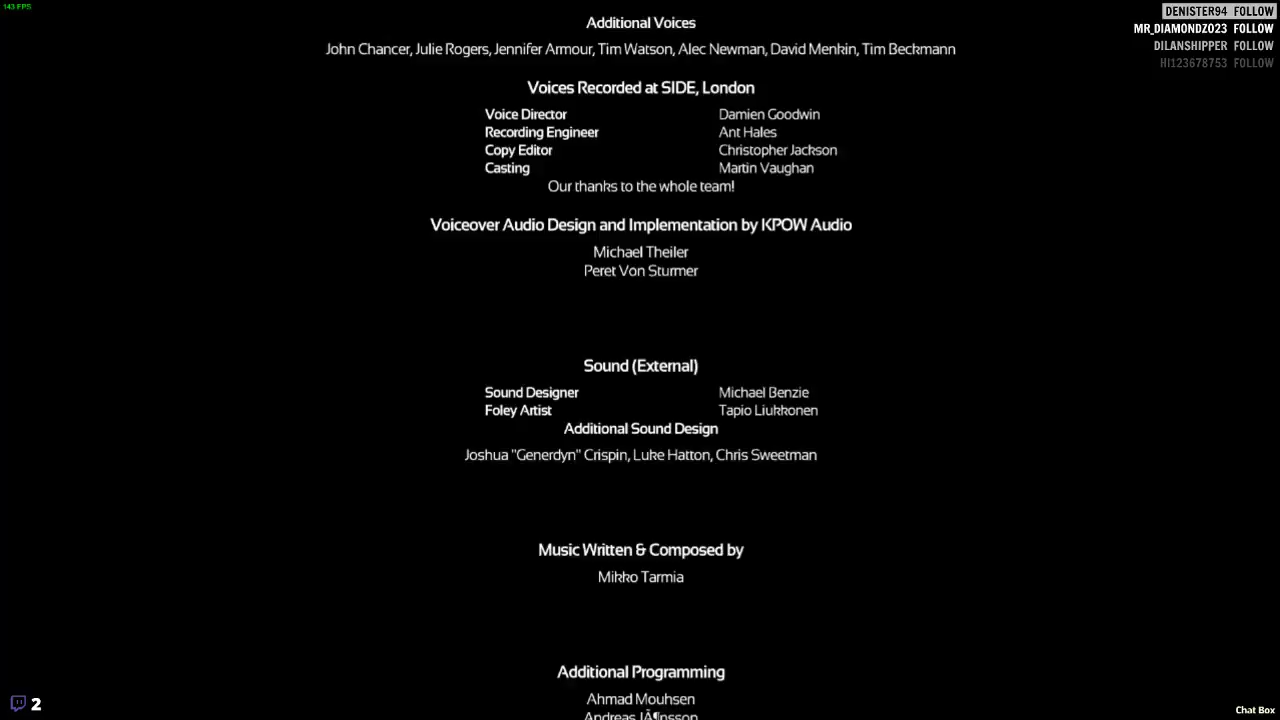 143 FPS
DENISTER94 FOLLOW
MR_DIAMONDZ023 FOLLOW
DILANSHIPPER FOLLOW
HI123678753 FOLLOW
Additional Voices
John Chancer, Julie Rogers, Jennifer Armour, Tim Watson, Alec Newman, David Menkin, Tim Beckmann
Voices Recorded at SIDE, London
Voice Director Damien Goodwin
Recording Engineer Ant Hales
Copy Editor Christopher Jackson
Casting Martin Vaughan
Our thanks to the whole team!
Voiceover Audio Design and Implementation by KPOW Audio
Michael Theiler
Peret Von Sturmer
Sound (External)
Sound Designer Michael Benzie
Foley Artist Tapio Liukkonen
Additional Sound Design
Joshua "Generdyn" Crispin, Luke Hatton, Chris Sweetman
Music Written & Composed by
Mikko Tarmia
Additional Programming
Ahmad Mouhsen
Andreas JÃ¶nsson
2
Chat Box